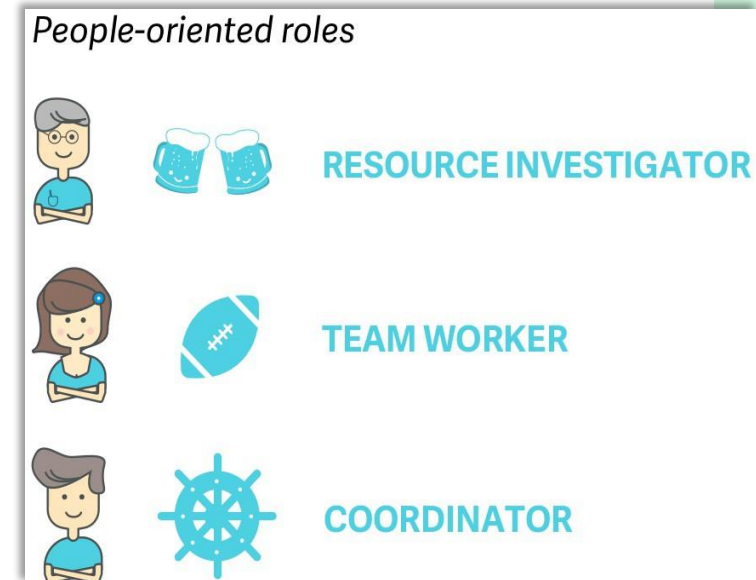 People-oriented roles
RESOURCE INVESTIGATOR
TEAM WORKER
COORDINATOR